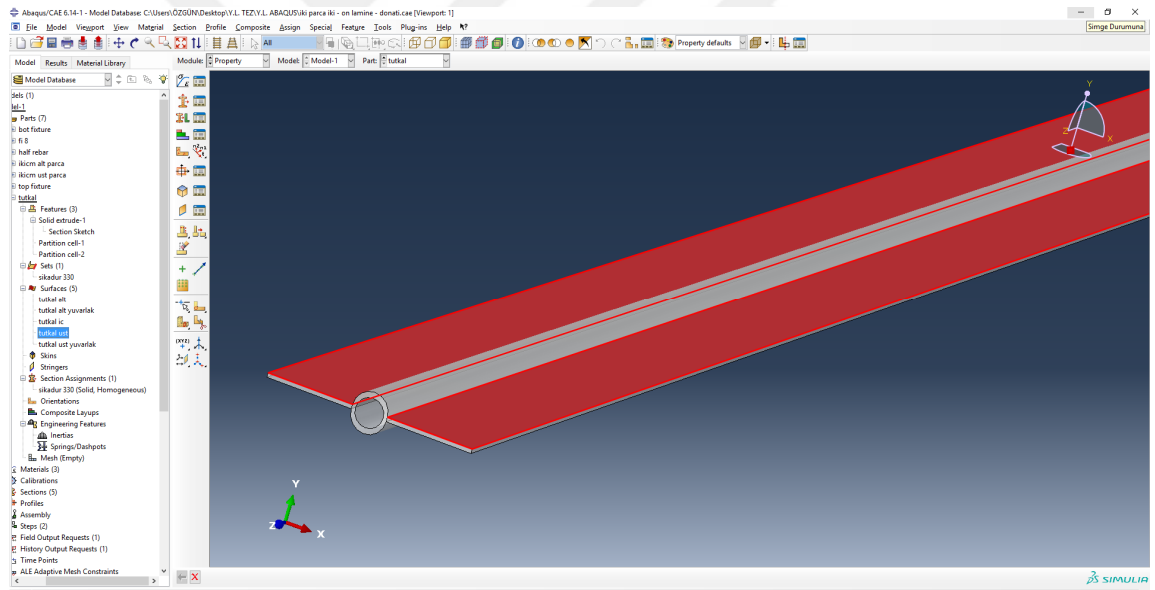 Abaqus/CAE 6.14-1 - Model Database: C:\Users\ÖZGÜN\Desktop\Y.L. TEZ\Y.L. ABAQUS\iki parca iki - on lamine - donati.cae [Viewport: 1]
File Model Viewport View Material Section Profile Composite Assign Special Feature Tools Plug-ins Help
Simge Durumuna
All
Property defaults
Model Results Material Library
Module: Property Model: Model-1 Part: tutkal
Model Database
dels (1)
lel-1
Parts (7)
bot fixture
fi 8
half rebar
ikicm alt parca
ikicm ust parca
top fixture
tutkal
Features (3)
Solid extrude-1
Section Sketch
Partition cell-1
Partition cell-2
Sets (1)
sikadur 330
Surfaces (5)
tutkal alt
tutkal alt yuvarlak
tutkal ic
tutkal ust
tutkal ust yuvarlak
Skins
Stringers
Section Assignments (1)
sikadur 330 (Solid, Homogeneous)
Orientations
Composite Layups
Engineering Features
Inertias
Springs/Dashpots
Mesh (Empty)
Materials (3)
Calibrations
Sections (5)
Profiles
Assembly
Steps (2)
Field Output Requests (1)
History Output Requests (1)
Time Points
ALE Adaptive Mesh Constraints
(XYZ)
Y
Z
X
Y
Z
X
SIMULIA